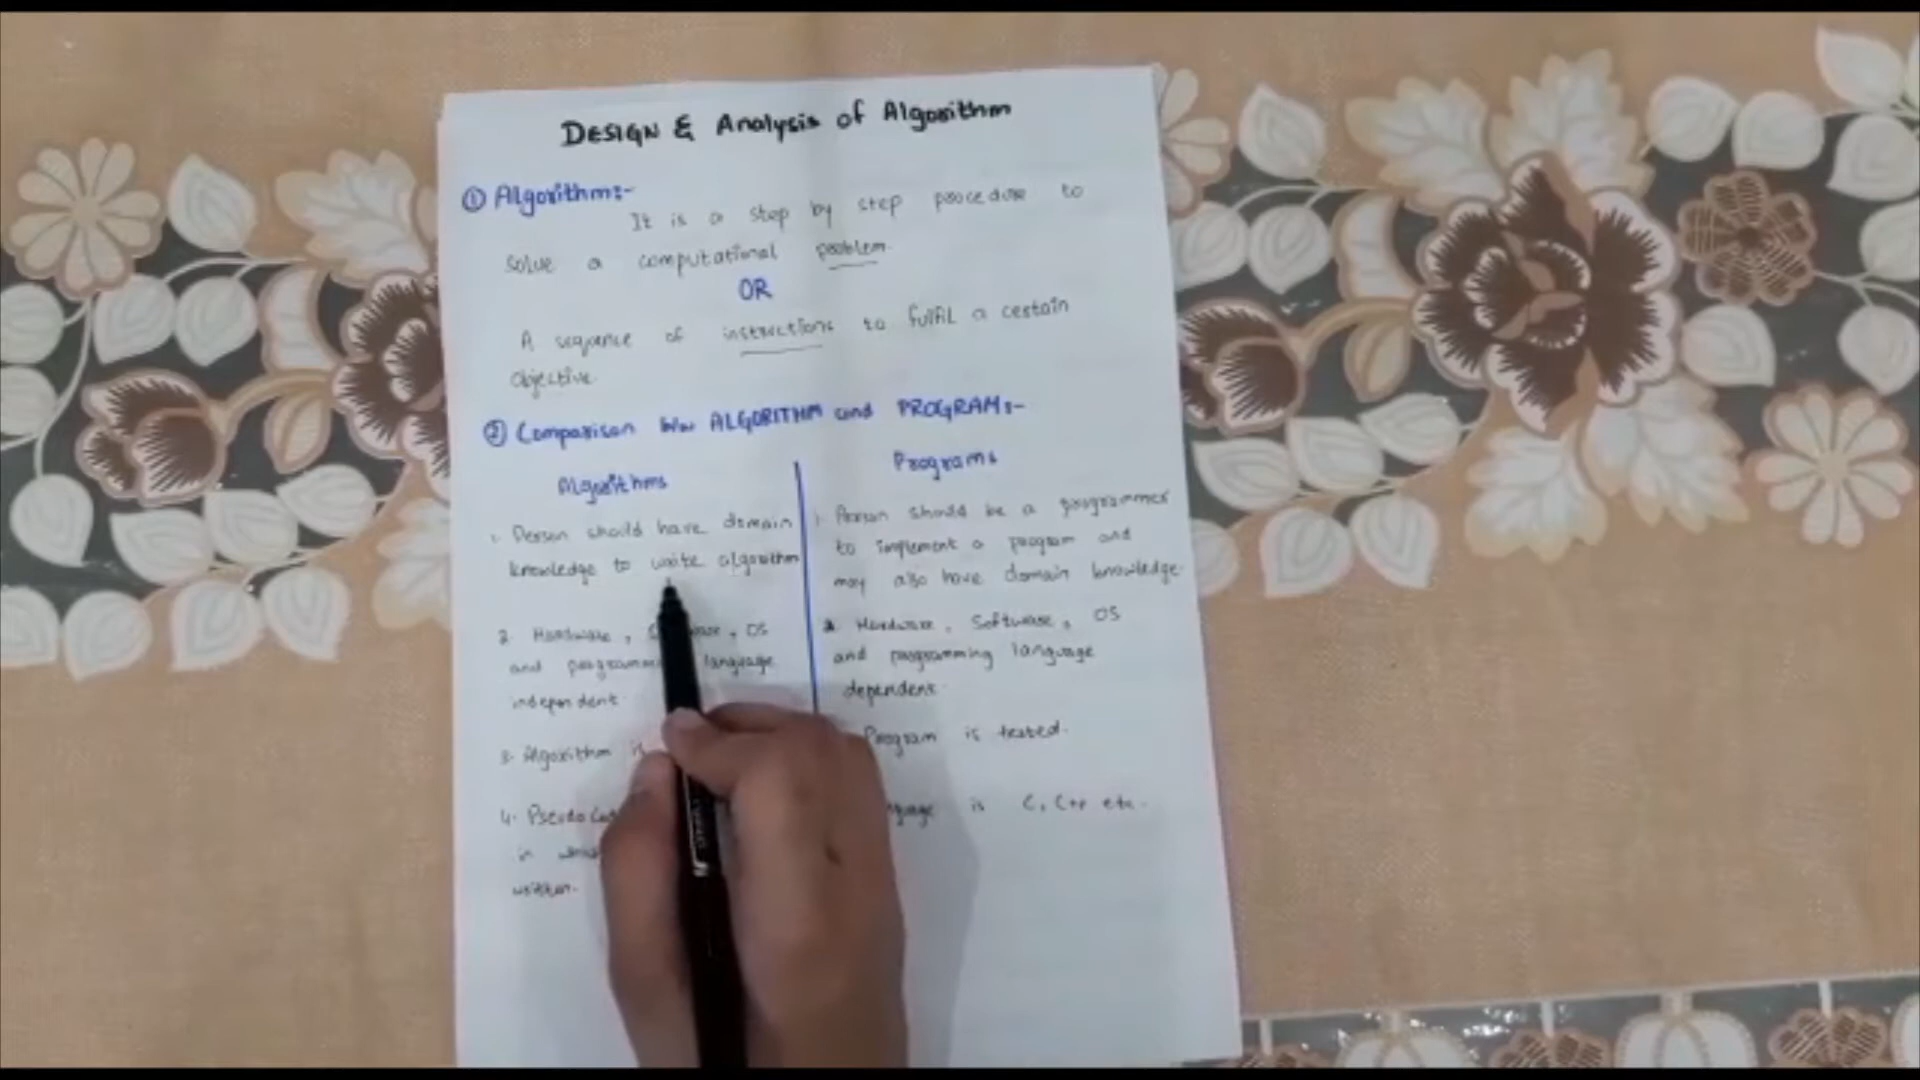 DESIGN & Analysis of Algorithm
① Algorithm:-
It is a step by step procedure to
solve a computational problem.
OR
A sequence of instructions to fulfil a certain
objective.
② Comparison b/w ALGORITHM and PROGRAM:-
Algorithms
1. Person should have domain
knowledge to write algorithm
2. Hardware, OS
and language
independent.
3. Algorithm is
4. Pseudo
in
written.
Programs
1. Person should be a programmer
to implement a program and
may also have domain knowledge.
2. Hardware, Software, OS
and programming language
dependent.
Program is tested.
is C, C++ etc.